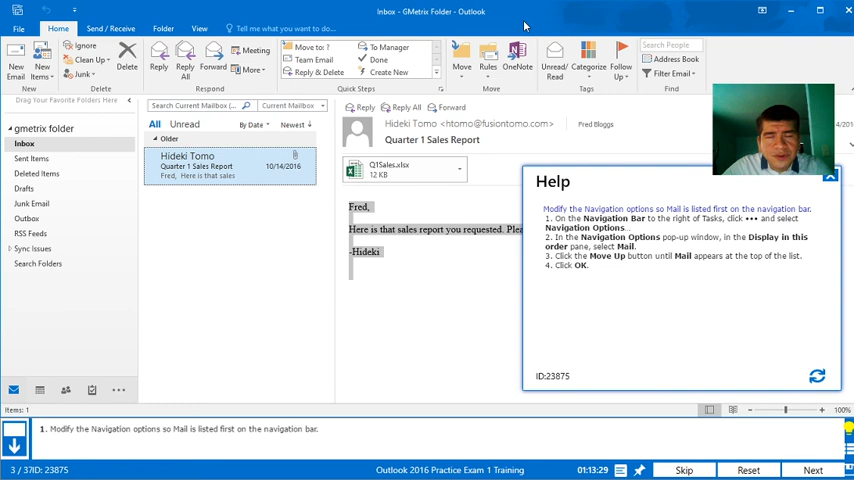 Inbox - GMetrix Folder - Outlook
File
Home
Send / Receive
Folder
View
Tell me what you want to do...
New Email
New Items
New
Ignore
Clean Up
Junk
Delete
Delete
Reply
Reply All
Forward
Meeting
More
Respond
Move to: ?
Team Email
Reply & Delete
To Manager
Done
Create New
Quick Steps
Move
Rules
OneNote
Move
Unread/ Read
Categorize
Follow Up
Tags
Search People
Address Book
Filter Email
Find
Drag Your Favorite Folders Here
gmetrix folder
Inbox
Sent Items
Deleted Items
Drafts
Junk Email
Outbox
RSS Feeds
Sync Issues
Search Folders
Search Current Mailbox (...
Current Mailbox
All Unread
By Date
Newest
Older
Hideki Tomo
Quarter 1 Sales Report
10/14/2016
Fred, Here is that sales
Reply
Reply All
Forward
Hideki Tomo <htomo@fusiontomo.com>
Fred Bloggs
Quarter 1 Sales Report
Q1Sales.xlsx
12 KB
Fred,
Here is that sales report you requested. Plea
-Hideki
Help
Modify the Navigation options so Mail is listed first on the navigation bar.
1. On the Navigation Bar to the right of Tasks, click ••• and select
Navigation Options...
2. In the Navigation Options pop-up window, in the Display in this
order pane, select Mail.
3. Click the Move Up button until Mail appears at the top of the list.
4. Click OK.
ID:23875
Items: 1
100%
1. Modify the Navigation options so Mail is listed first on the navigation bar.
3 / 37ID: 23875
Outlook 2016 Practice Exam 1 Training
01:13:29
Skip
Reset
Next